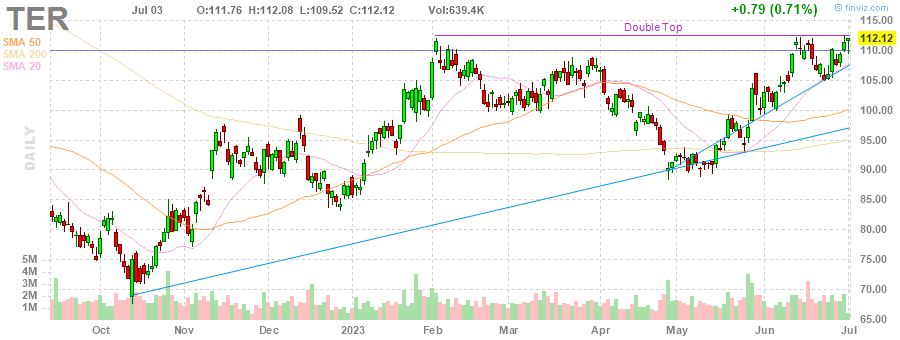 TER
Jul 03 O:111.76 H:112.08 L:109.52 C:112.12 Vol:639.4K +0.79 (0.71%)
© finviz.com
SMA 50
SMA 200
SMA 20
DAILY
Double Top
115.00
112.12
110.00
105.00
100.00
95.00
90.00
85.00
80.00
75.00
70.00
65.00
5M
4M
3M
2M
1M
Oct Nov Dec 2023 Feb Mar Apr May Jun Jul